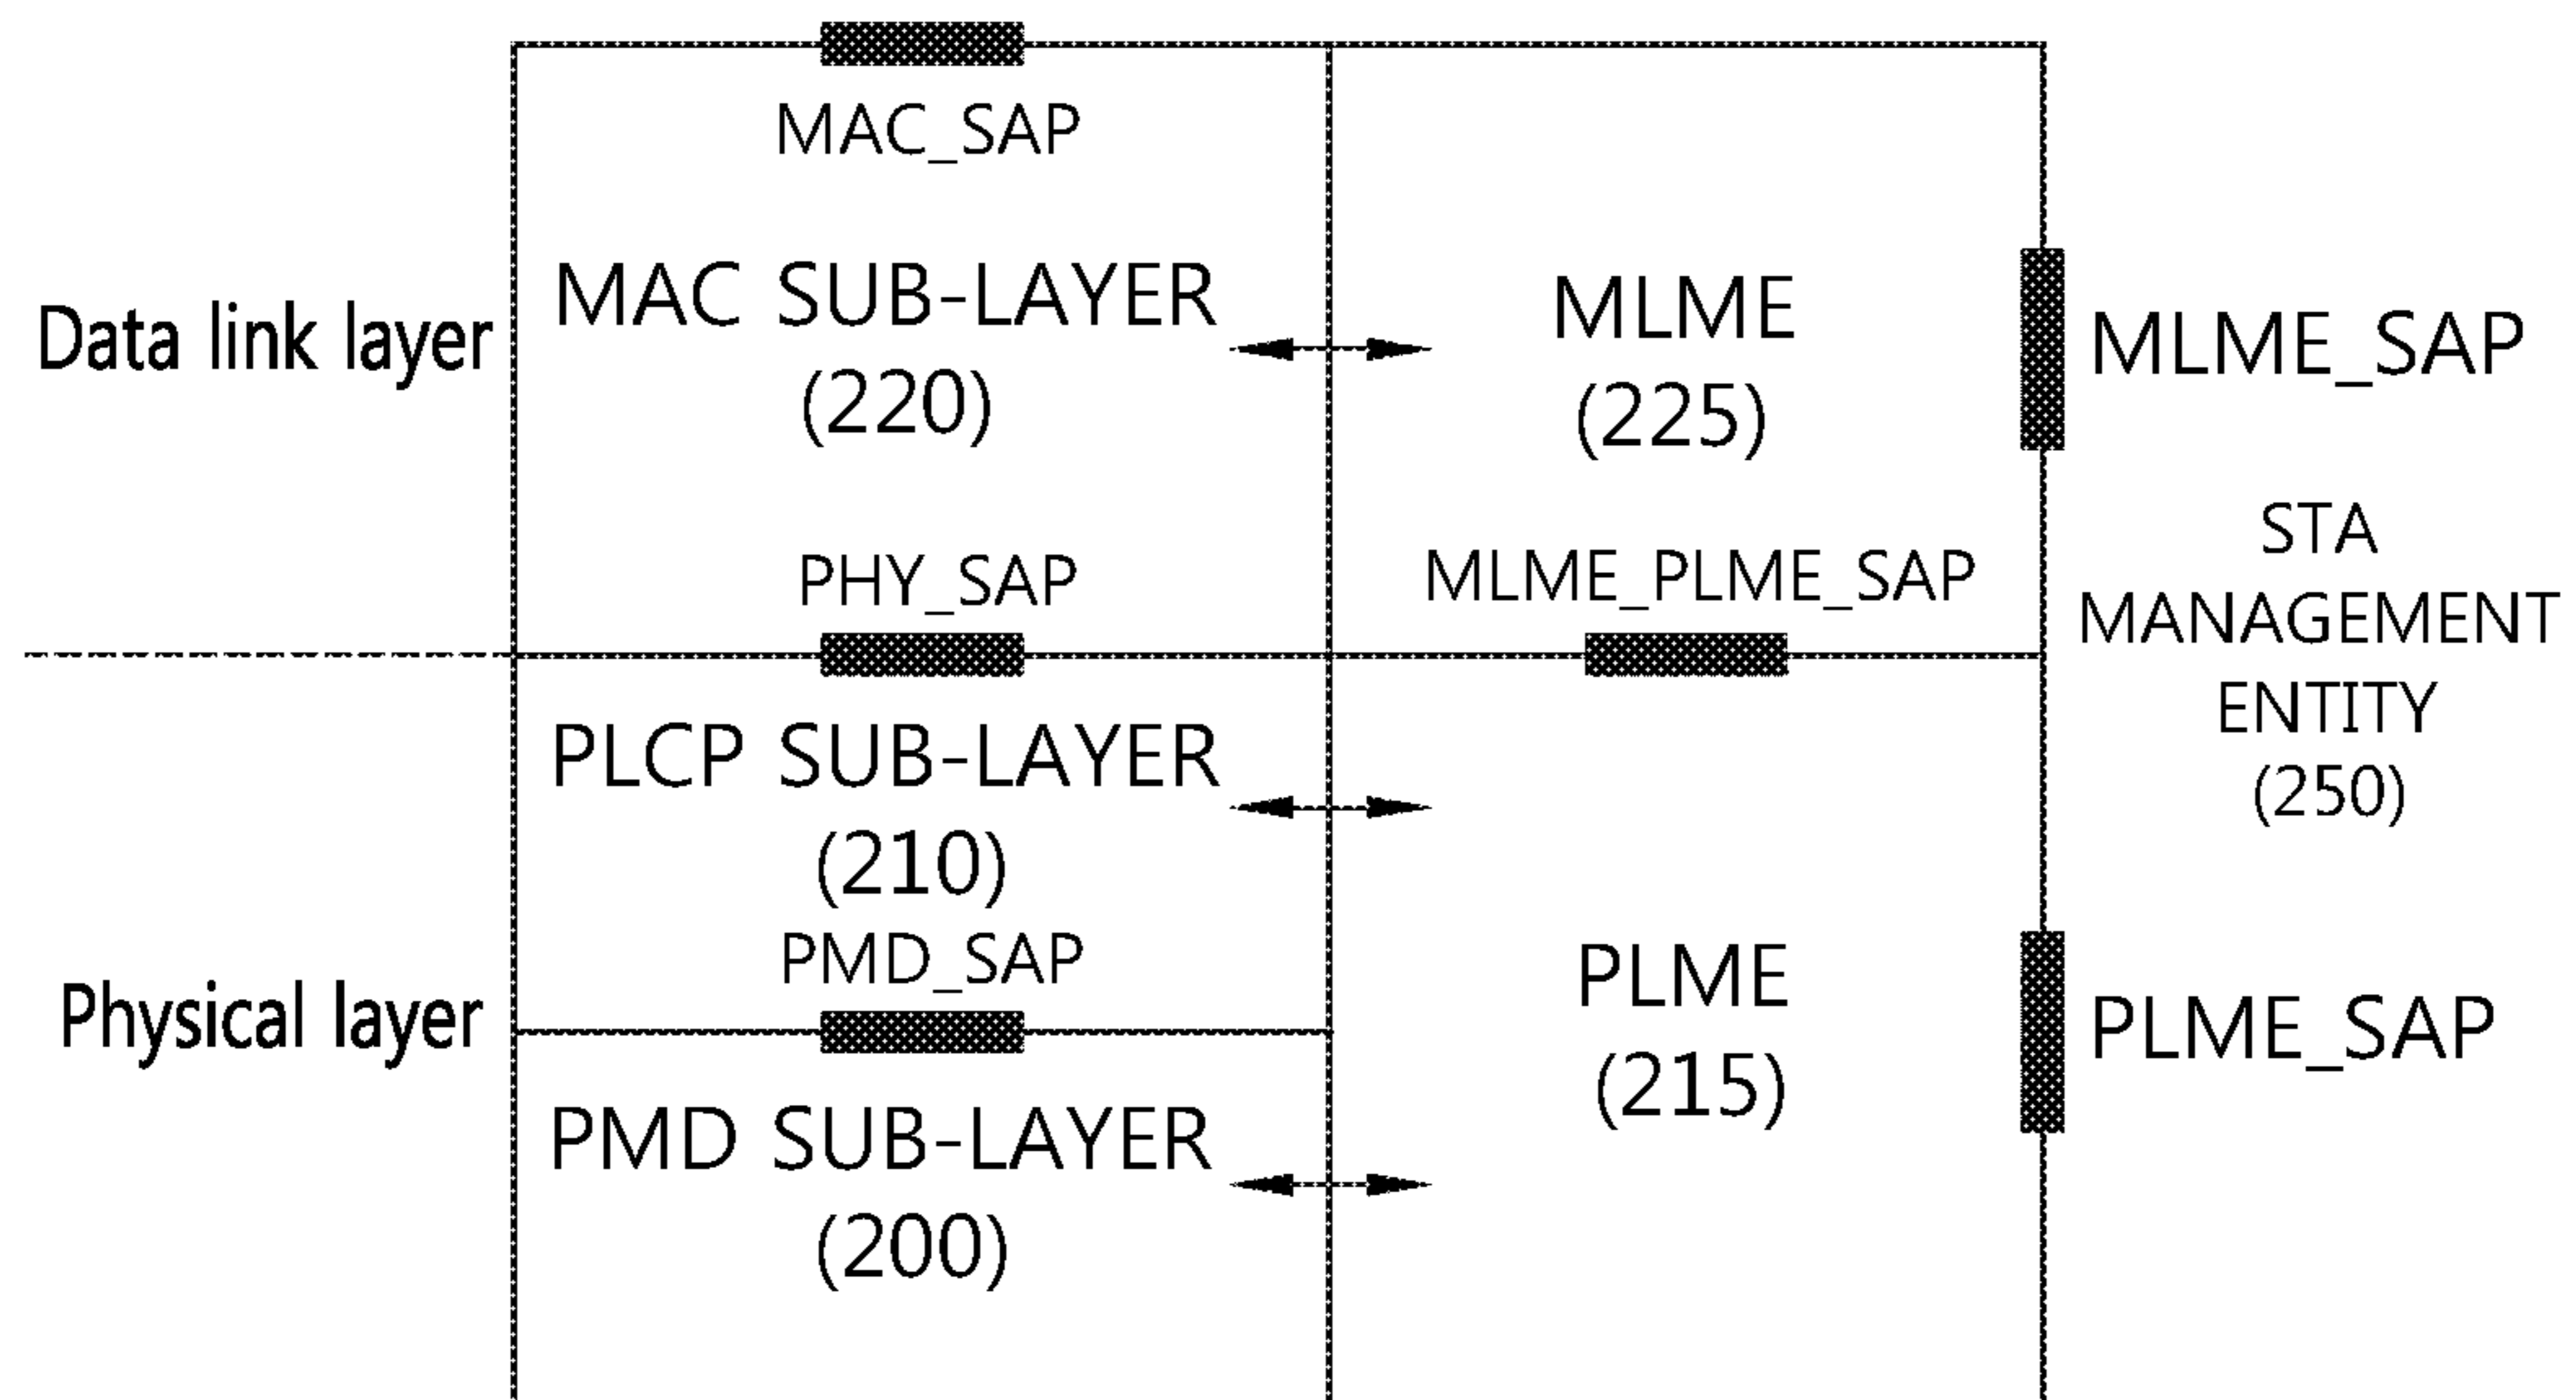 MAC_SAP
Data link layer
MAC SUB-LAYER
(220)
MLME
(225)
MLME_SAP
PHY_SAP
MLME_PLME_SAP
STA
MANAGEMENT
ENTITY
(250)
Physical layer
PLCP SUB-LAYER
(210)
PMD_SAP
PMD SUB-LAYER
(200)
PLME
(215)
PLME_SAP